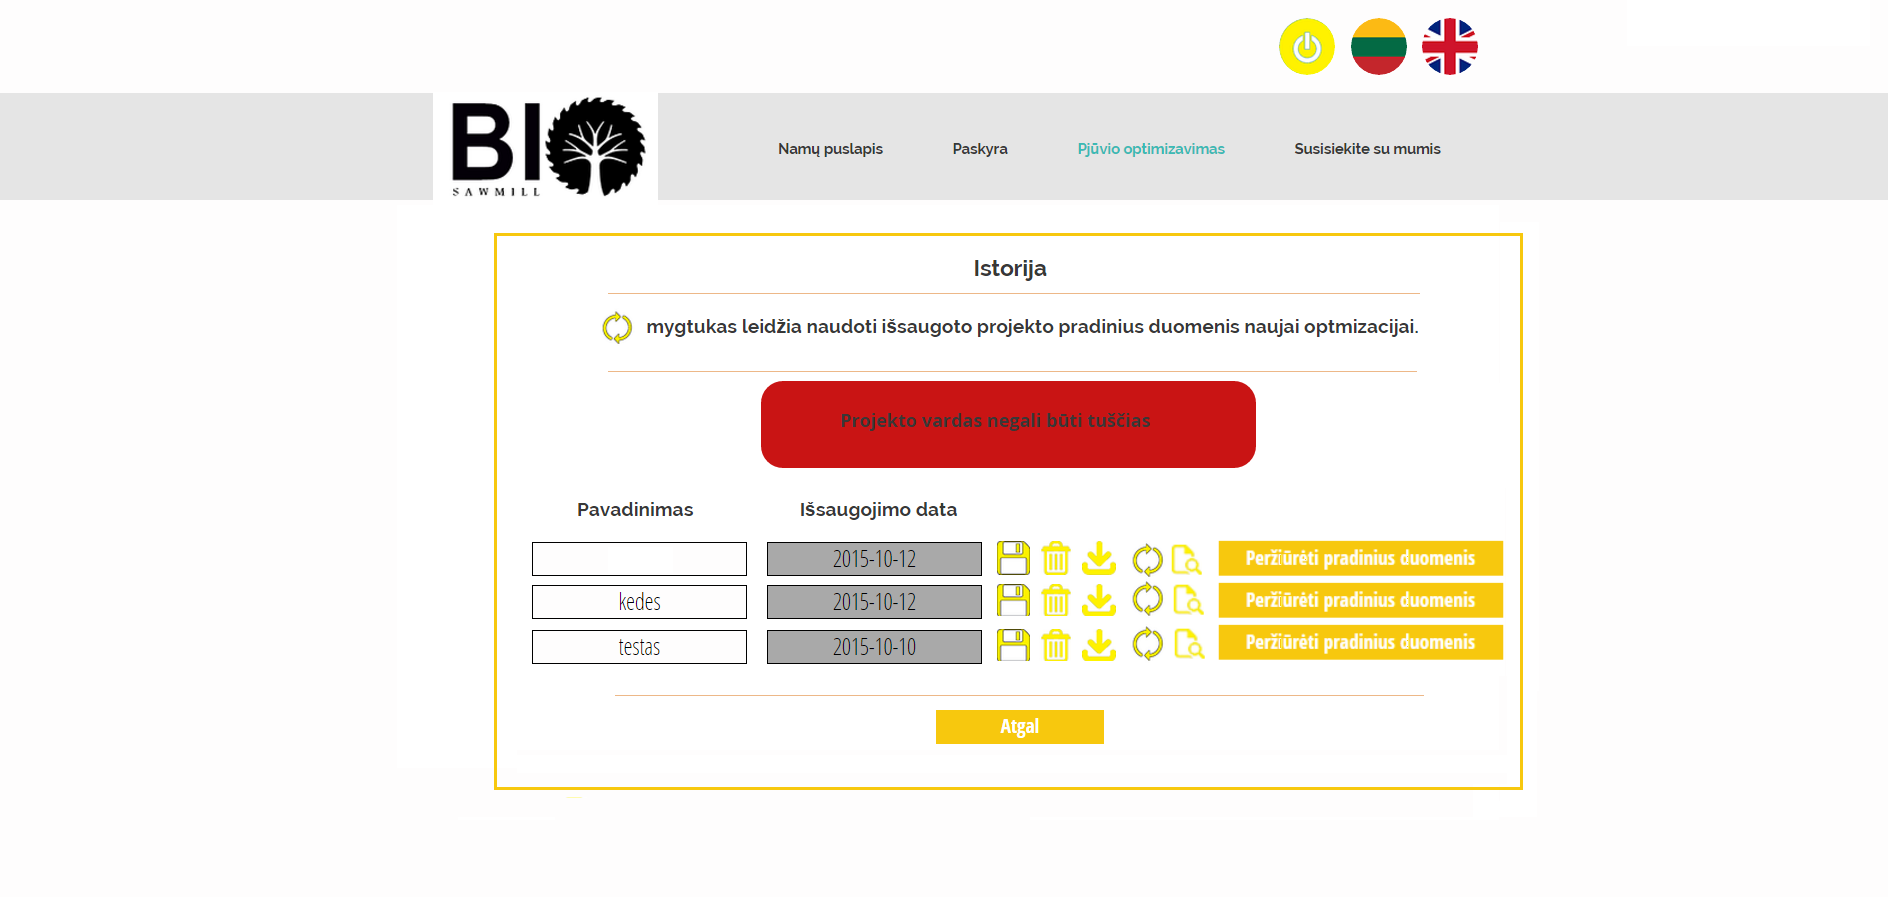 BIO
SAWMILL
Namų puslapis Paskyra Pjūvio optimizavimas Susisiekite su mumis
Istorija
mygtukas leidžia naudoti išsaugoto projekto pradinius duomenis naujai optmizacijai.
Projekto vardas negali būti tuščias
Pavadinimas Išsaugojimo data
2015-10-12 Peržiūrėti pradinius duomenis
kedes 2015-10-12 Peržiūrėti pradinius duomenis
testas 2015-10-10 Peržiūrėti pradinius duomenis
Atgal